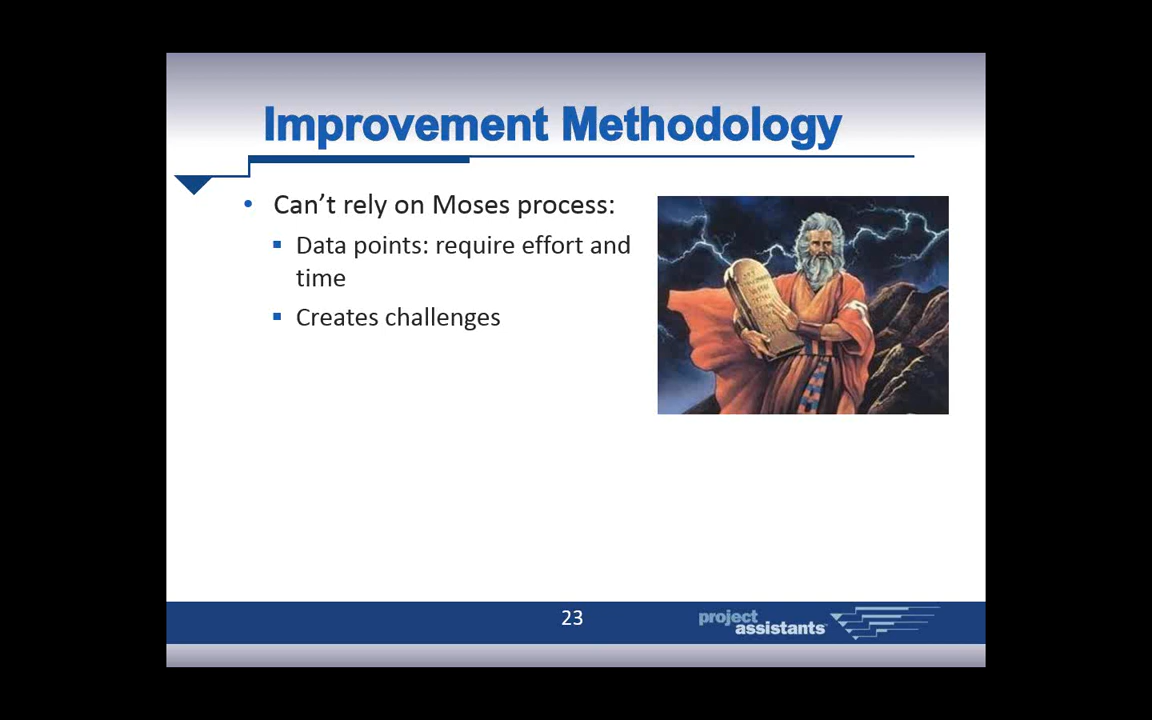 Improvement Methodology
• Can't rely on Moses process:
▪ Data points: require effort and
time
▪ Creates challenges
23
project
assistants